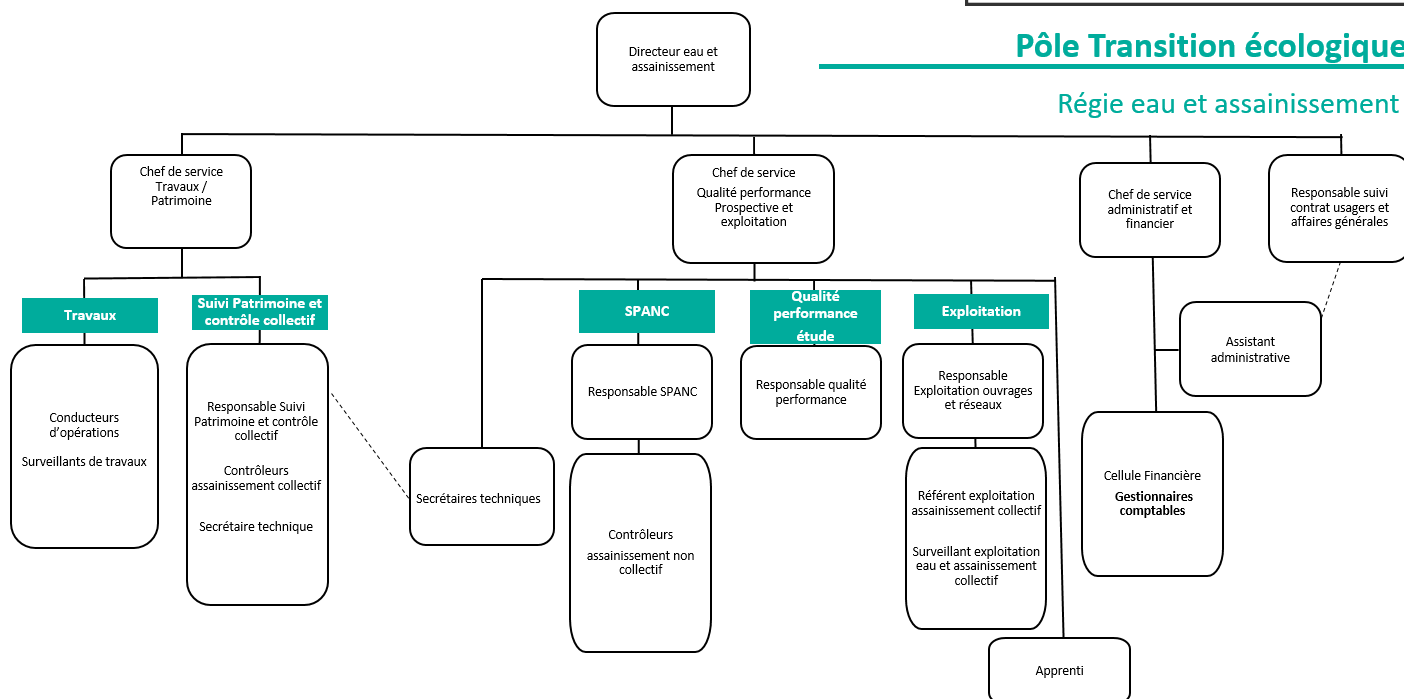 Pôle Transition écologique
Régie eau et assainissement
Directeur eau et
assainissement
Chef de service
Travaux /
Patrimoine
Chef de service
Qualité performance
Prospective et
exploitation
Chef de service
administratif et
financier
Responsable suivi
contrat usagers et
affaires générales
Travaux
Suivi Patrimoine et
contrôle collectif
SPANC
Qualité
performance
étude
Exploitation
Conducteurs
d’opérations
Surveillants de travaux
Responsable Suivi
Patrimoine et contrôle
collectif
Contrôleurs
assainissement collectif
Secrétaire technique
Secrétaires techniques
Responsable SPANC
Contrôleurs
assainissement non
collectif
Responsable qualité
performance
Responsable
Exploitation ouvrages
et réseaux
Référent exploitation
assainissement collectif
Surveillant exploitation
eau et assainissement
collectif
Assistant
administrative
Cellule Financière
Gestionnaires
comptables
Apprenti